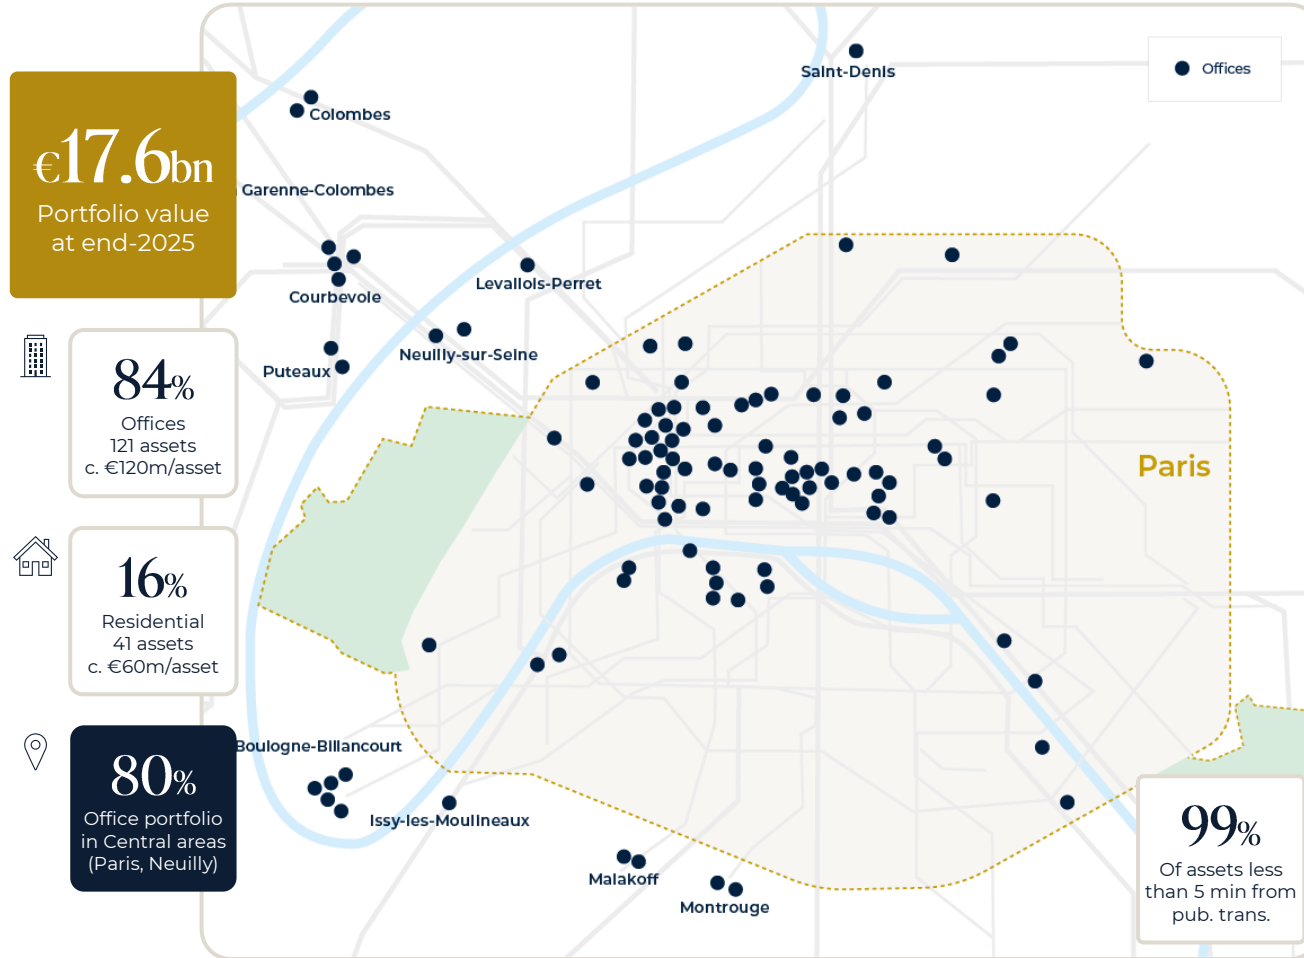 Saint-Denis
Offices
Colombes
€17.6bn
Portfolio value
at end-2025
Garenne-Colombes
Levallois-Perret
Courbevoie
Neuilly-sur-Seine
Puteaux
84%
Offices
121 assets
c. €120m/asset
Paris
16%
Residential
41 assets
c. €60m/asset
Boulogne-Billancourt
80%
Office portfolio
in Central areas
(Paris, Neuilly)
Issy-les-Moulineaux
99%
Of assets less
than 5 min from
pub. trans.
Malakoff
Montrouge